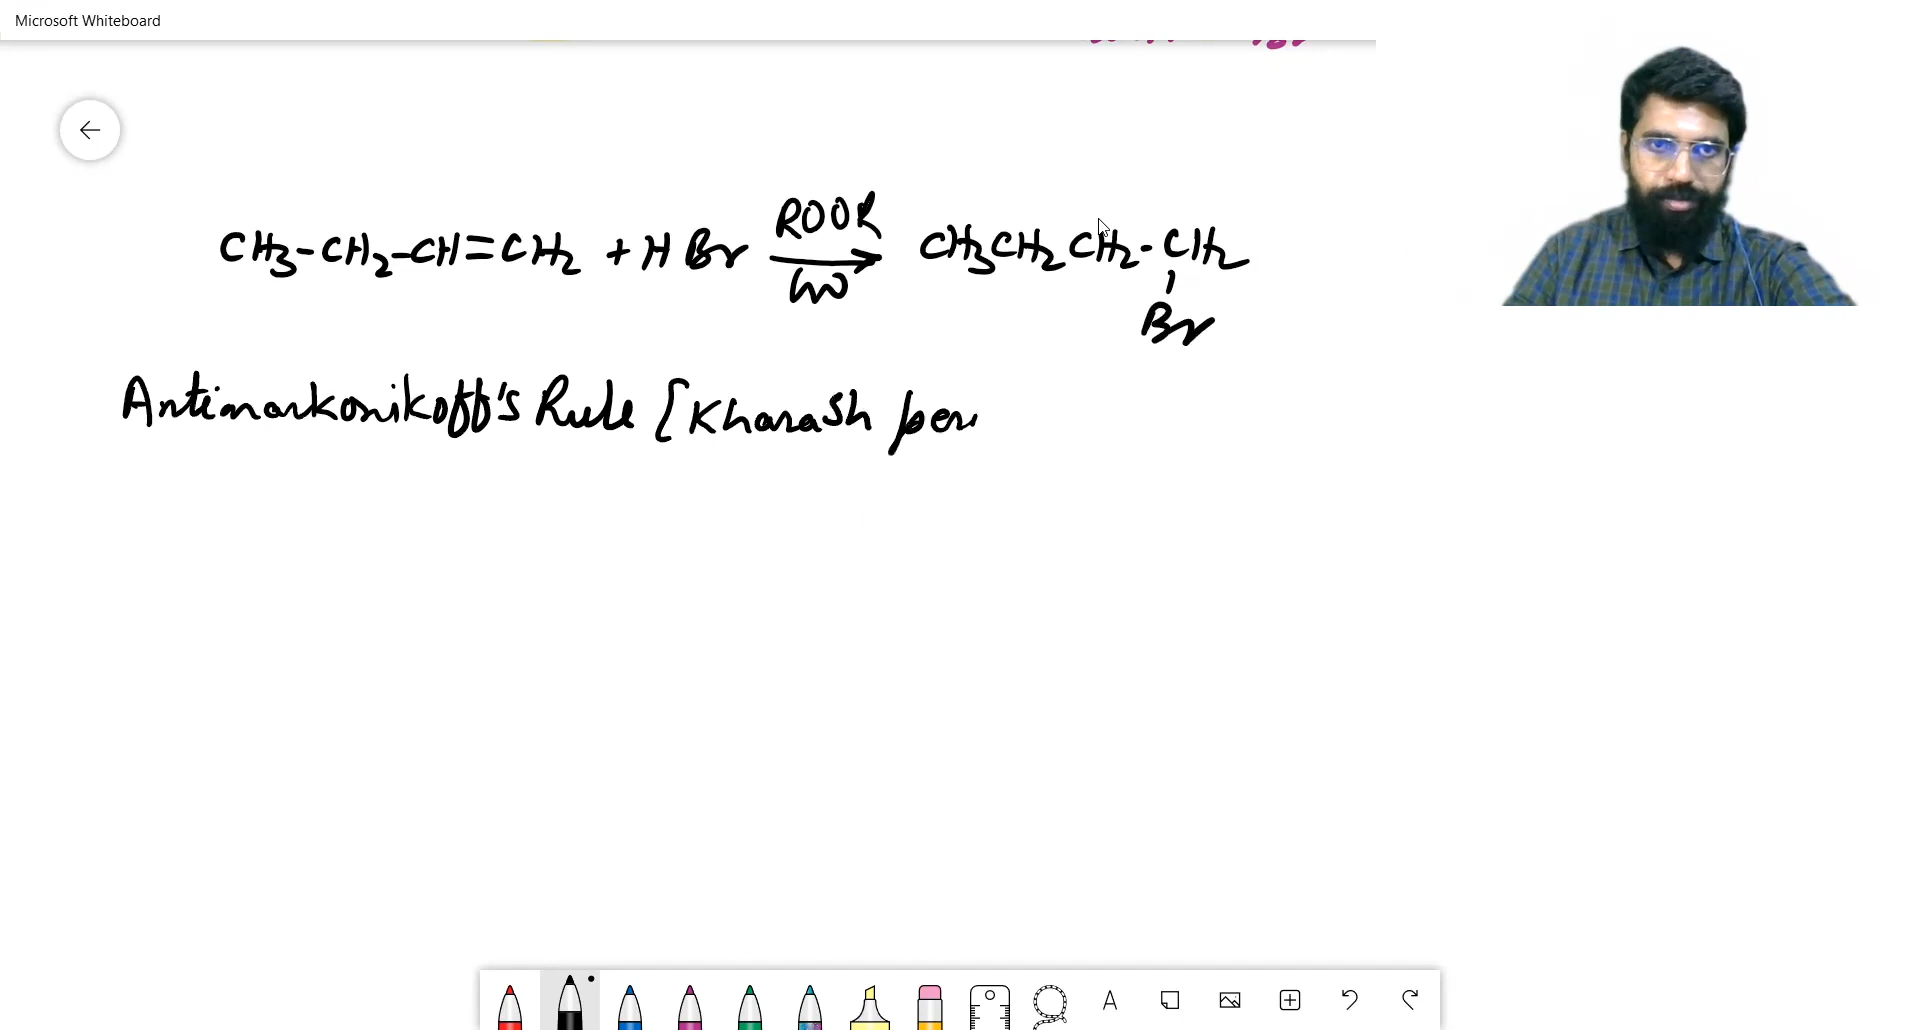 Microsoft Whiteboard
CH3-CH2-CH=CH2 + HBr ROOR hν CH3CH2CH2-CH2
Br
Antimarkonikoff's Rule [Kharash per
A